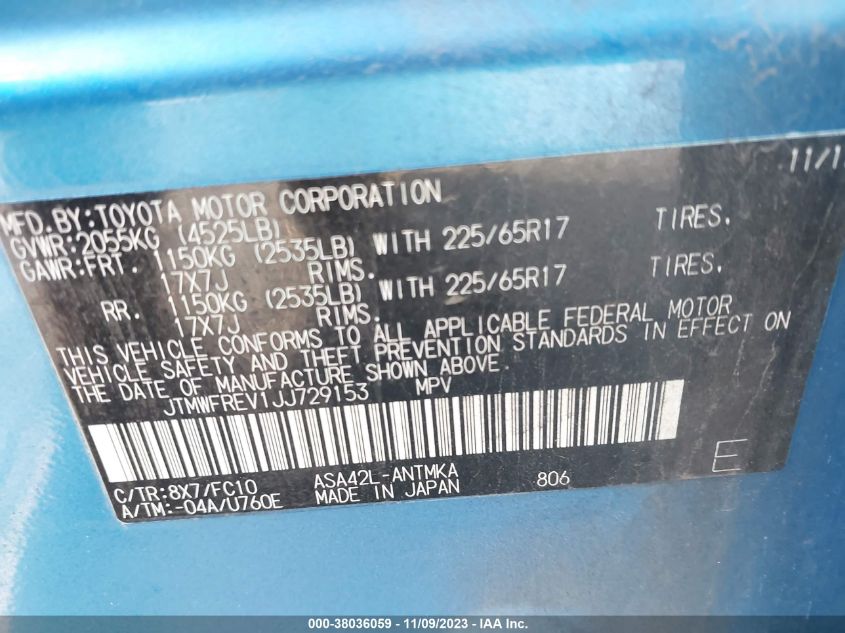 11/1
MFD.BY:TOYOTA MOTOR CORPORATION
GVWR:2055KG (4525LB)
GAWR:FRT. 1150KG (2535LB) WITH 225/65R17 TIRES.
17X7J RIMS.
RR. 1150KG (2535LB) WITH 225/65R17 TIRES.
17X7J RIMS.
THIS VEHICLE CONFORMS TO ALL APPLICABLE FEDERAL MOTOR
VEHICLE SAFETY AND THEFT PREVENTION STANDARDS IN EFFECT ON
THE DATE OF MANUFACTURE SHOWN ABOVE.
JTMWFREV1JJ729153 MPV
E
C/TR:8X7/FC10 ASA42L-ANTMKA 806
A/TM:-04A/U760E MADE IN JAPAN
000-38036059 - 11/09/2023 - IAA Inc.